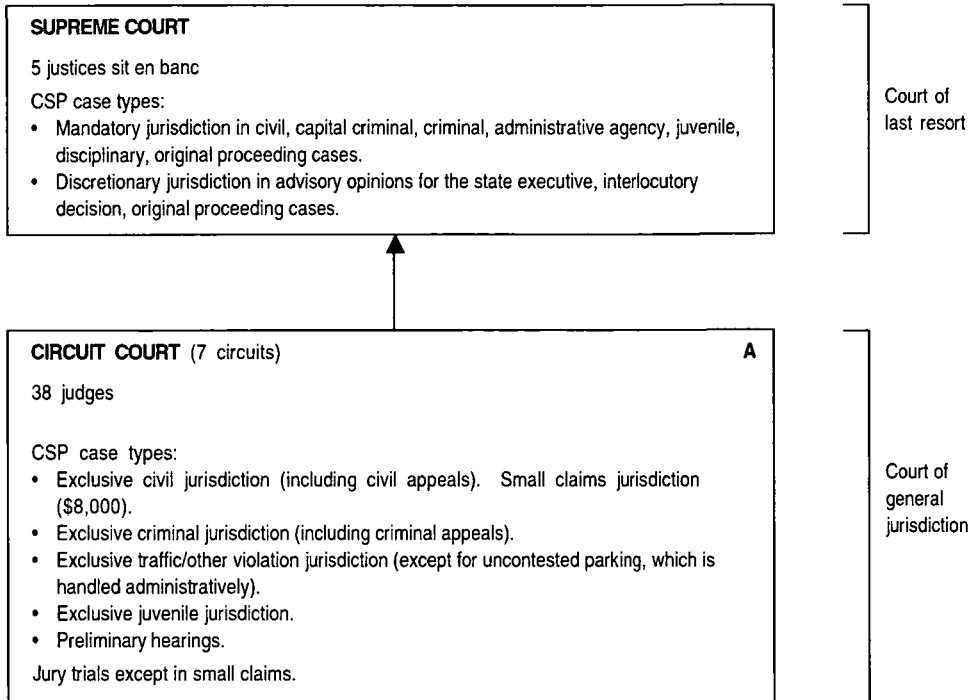 SUPREME COURT
5 justices sit en banc
CSP case types:
• Mandatory jurisdiction in civil, capital criminal, criminal, administrative agency, juvenile,
disciplinary, original proceeding cases.
• Discretionary jurisdiction in advisory opinions for the state executive, interlocutory
decision, original proceeding cases.
Court of
last resort
CIRCUIT COURT (7 circuits) A
38 judges
CSP case types:
• Exclusive civil jurisdiction (including civil appeals). Small claims jurisdiction
($8,000).
• Exclusive criminal jurisdiction (including criminal appeals).
• Exclusive traffic/other violation jurisdiction (except for uncontested parking, which is
handled administratively).
• Exclusive juvenile jurisdiction.
• Preliminary hearings.
Jury trials except in small claims.
Court of
general
jurisdiction